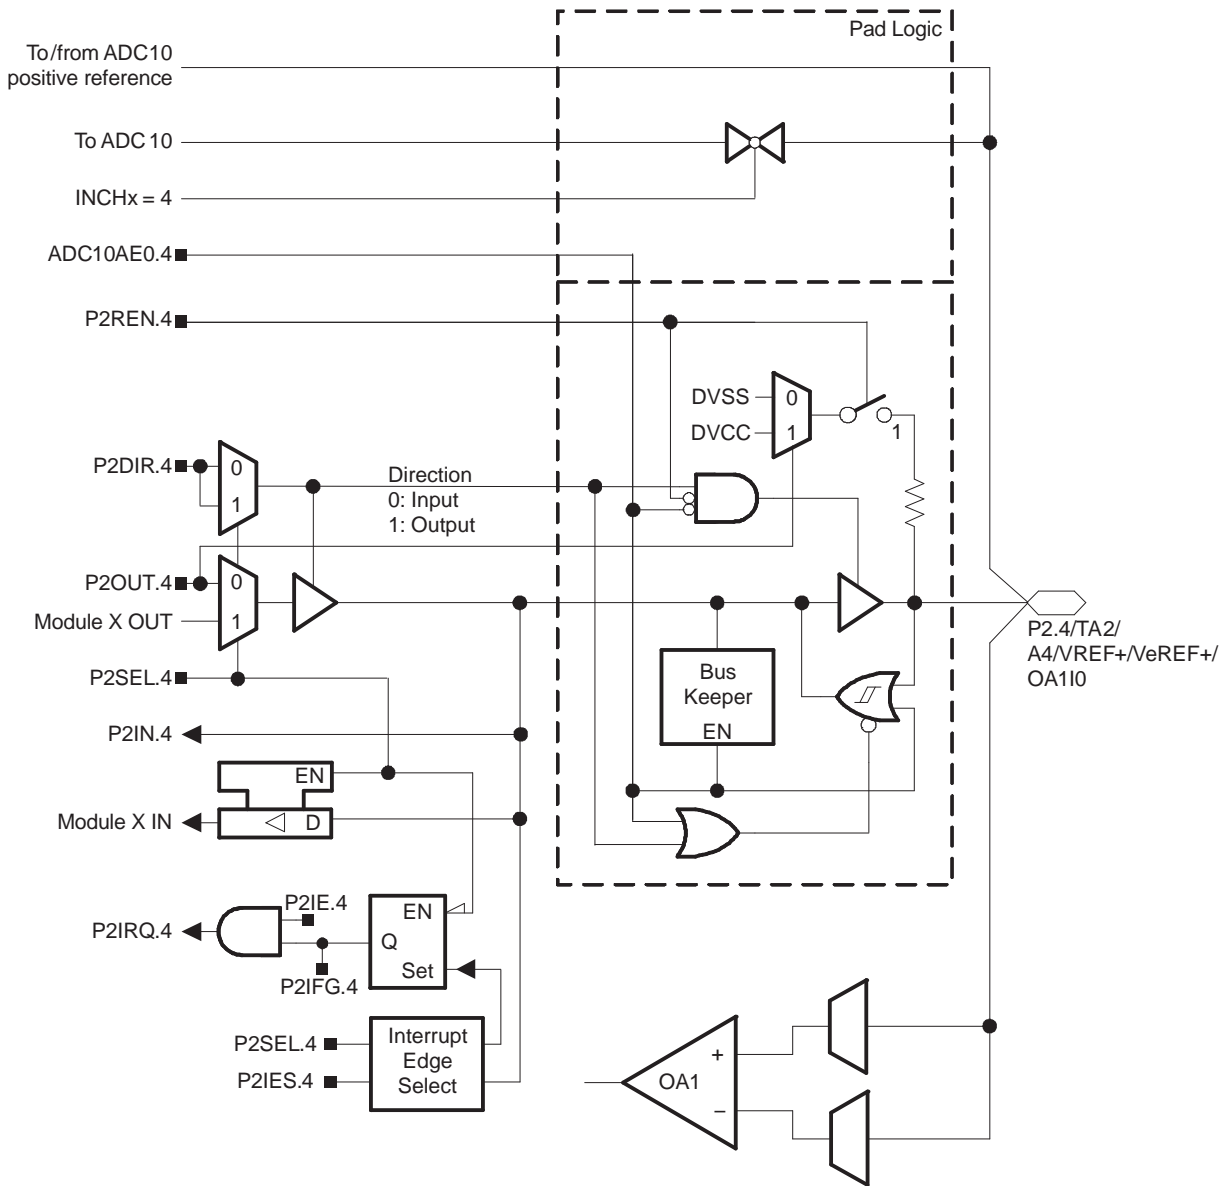 Pad Logic
To/from ADC10
positive reference
To ADC 10
INCHx = 4
ADC10AE0.4
P2REN.4
DVSS
0
DVCC
1
1
P2DIR.4
0
1
Direction
0: Input
1: Output
P2OUT.4
0
Module X OUT
1
P2SEL.4
P2.4/TA2/
A4/VREF+/VeREF+/
OA1I0
Bus
Keeper
EN
P2IN.4
EN
Module X IN
D
P2IE.4
EN
P2IRQ.4
Q
Set
P2IFG.4
P2SEL.4
P2IES.4
Interrupt
Edge
Select
+
OA1
−